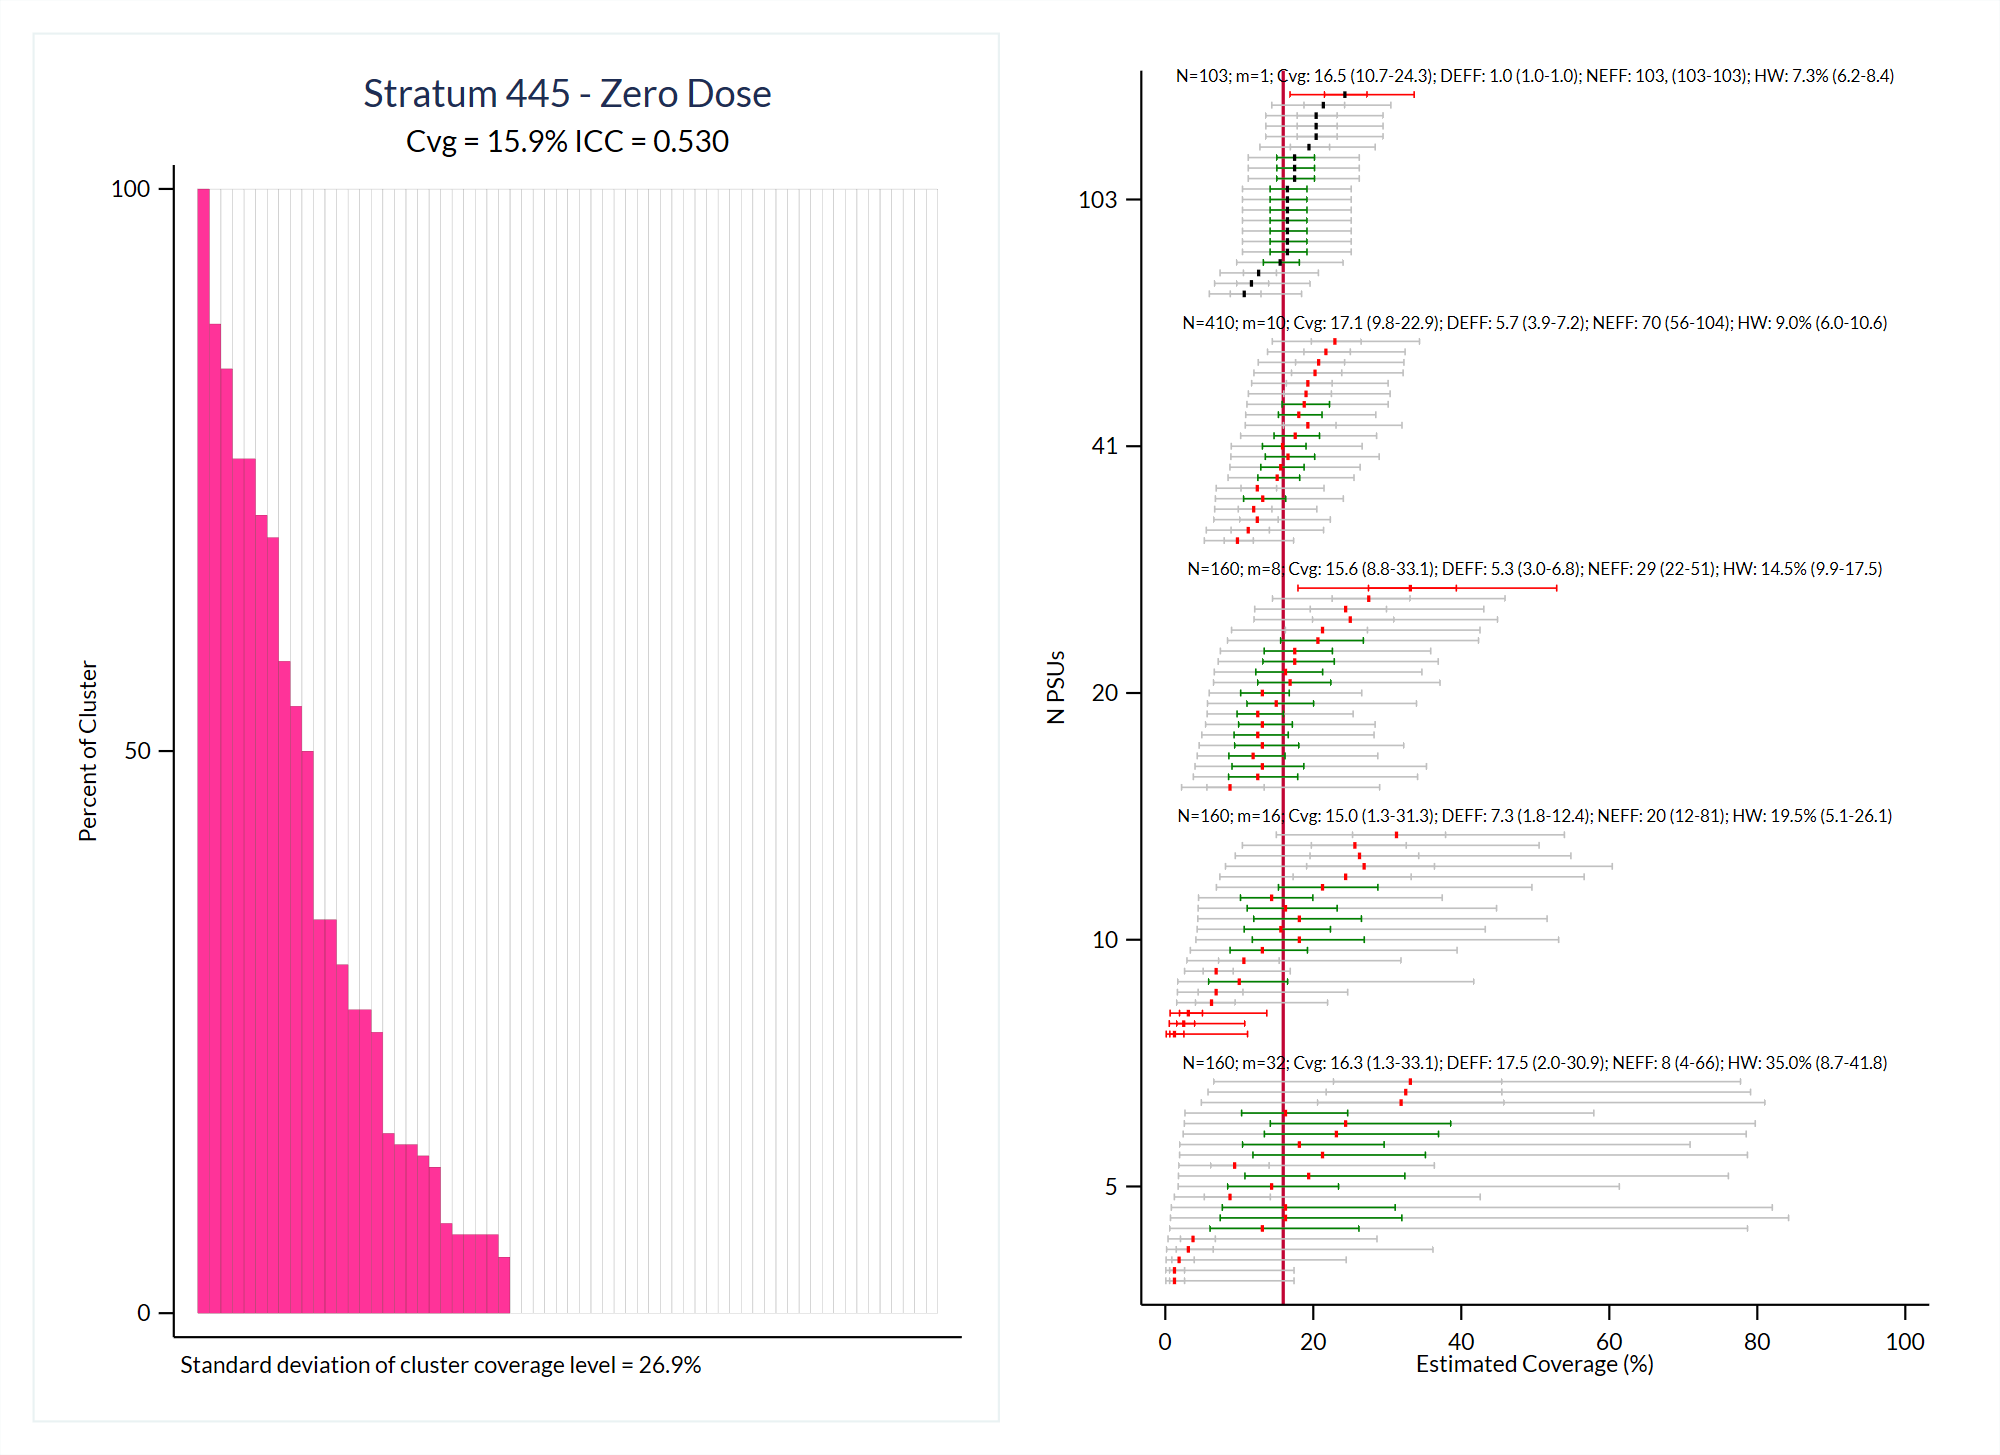 Stratum 445 - Zero Dose
Cvg = 15.9% ICC = 0.530
100
50
0
Percent of Cluster
Standard deviation of cluster coverage level = 26.9%
N=103; m=1; Cvg: 16.5 (10.7-24.3); DEFF: 1.0 (1.0-1.0); NEFF: 103, (103-103); HW: 7.3% (6.2-8.4)
103
N=410; m=10; Cvg: 17.1 (9.8-22.9); DEFF: 5.7 (3.9-7.2); NEFF: 70 (56-104); HW: 9.0% (6.0-10.6)
41
N=160; m=8; Cvg: 15.6 (8.8-33.1); DEFF: 5.3 (3.0-6.8); NEFF: 29 (22-51); HW: 14.5% (9.9-17.5)
N PSUs
20
N=160; m=16; Cvg: 15.0 (1.3-31.3); DEFF: 7.3 (1.8-12.4); NEFF: 20 (12-81); HW: 19.5% (5.1-26.1)
10
N=160; m=32; Cvg: 16.3 (1.3-33.1); DEFF: 17.5 (2.0-30.9); NEFF: 8 (4-66); HW: 35.0% (8.7-41.8)
5
0 20 40 60 80 100
Estimated Coverage (%)